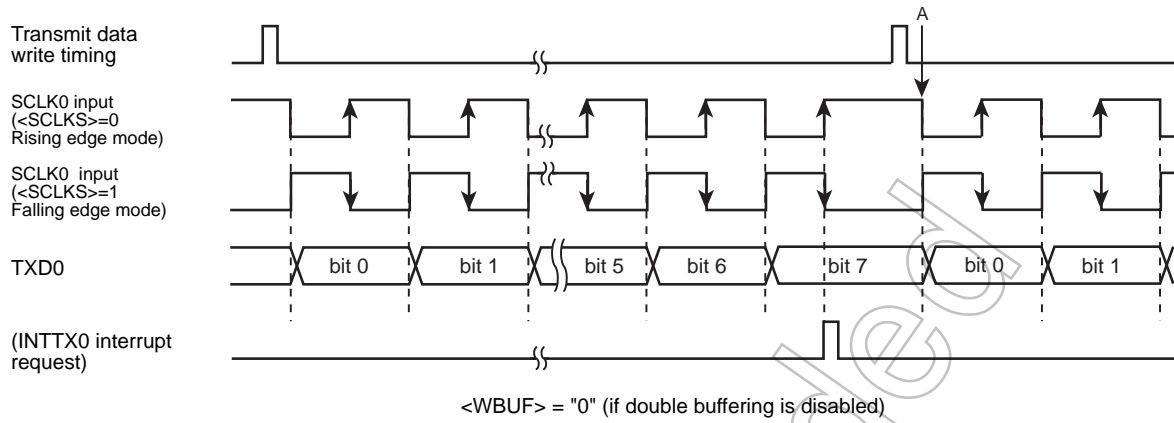 A
Transmit data
write timing
SCLK0 input
(<SCLKS>=0
Rising edge mode)
SCLK0 input
(<SCLKS>=1
Falling edge mode)
TXD0
bit 0 bit 1 bit 5 bit 6 bit 7 bit 0 bit 1
(INTTX0 interrupt
request)
<WBUF> = "0" (if double buffering is disabled)
ded